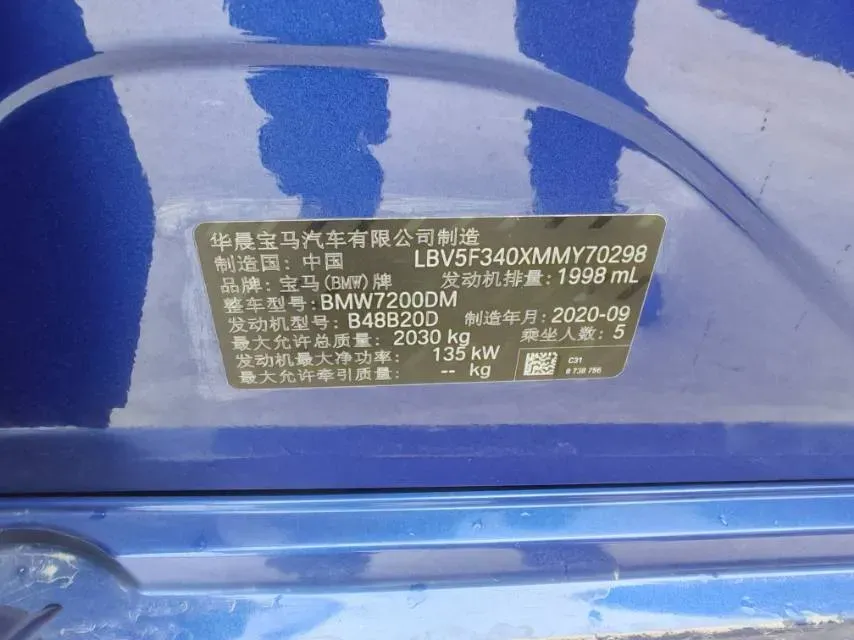 华晨宝马汽车有限公司制造
制造国：中国 LBV5F340XMMY70298
品牌：宝马(BMW)牌 发动机排量：1998 mL
整车型号：BMW7200DM
发动机型号：B48B20D 制造年月：2020-09
最大允许总质量：2030 kg 乘坐人数：5
发动机最大净功率：135 kW
最大允许牵引质量：-- kg
C31
8 738 756